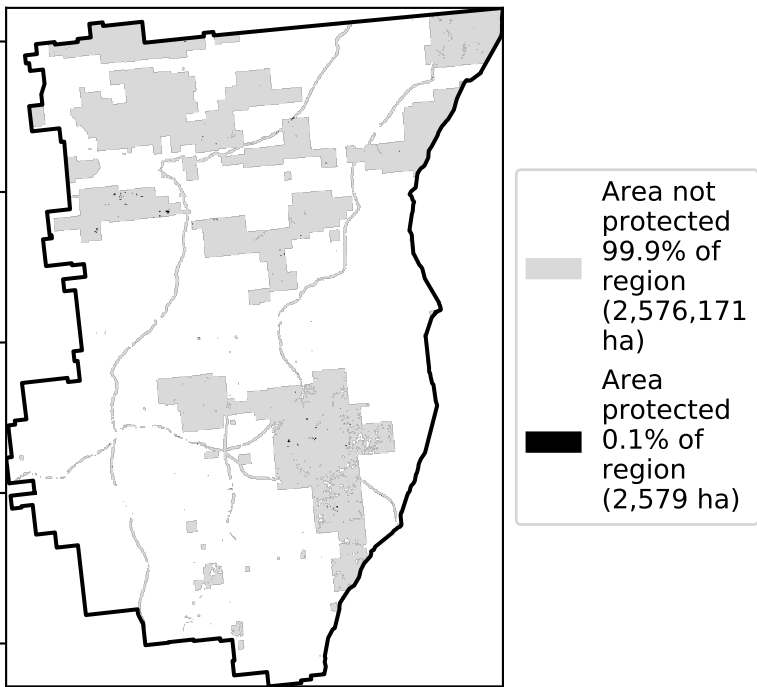 Area not
protected
99.9% of
region
(2,576,171
ha)
Area
protected
0.1% of
region
(2,579 ha)